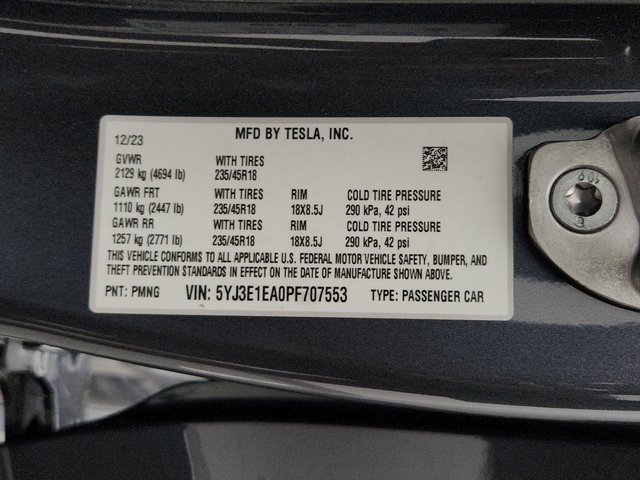 MFD BY TESLA, INC.
12/23
GVWR WITH TIRES
2129 kg (4694 lb) 235/45R18
GAWR FRT WITH TIRES RIM COLD TIRE PRESSURE
1110 kg (2447 lb) 235/45R18 18X8.5J 290 kPa, 42 psi
GAWR RR WITH TIRES RIM COLD TIRE PRESSURE
1257 kg (2771 lb) 235/45R18 18X8.5J 290 kPa, 42 psi
THIS VEHICLE CONFORMS TO ALL APPLICABLE U.S. FEDERAL MOTOR VEHICLE SAFETY, BUMPER, AND
THEFT PREVENTION STANDARDS IN EFFECT ON THE DATE OF MANUFACTURE SHOWN ABOVE.
PNT: PMNG VIN: 5YJ3E1EA0PF707553 TYPE: PASSENGER CAR